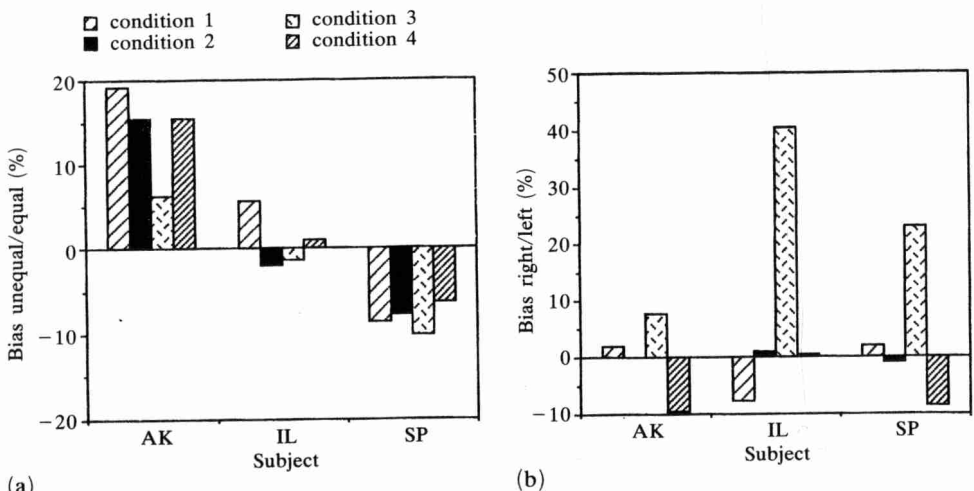 condition 1
condition 2
condition 3
condition 4
Bias unequal/equal (%)
20
10
0
−10
−20
AK IL SP
Subject
(a)
Bias right/left (%)
50
40
30
20
10
0
−10
AK IL SP
Subject
(b)